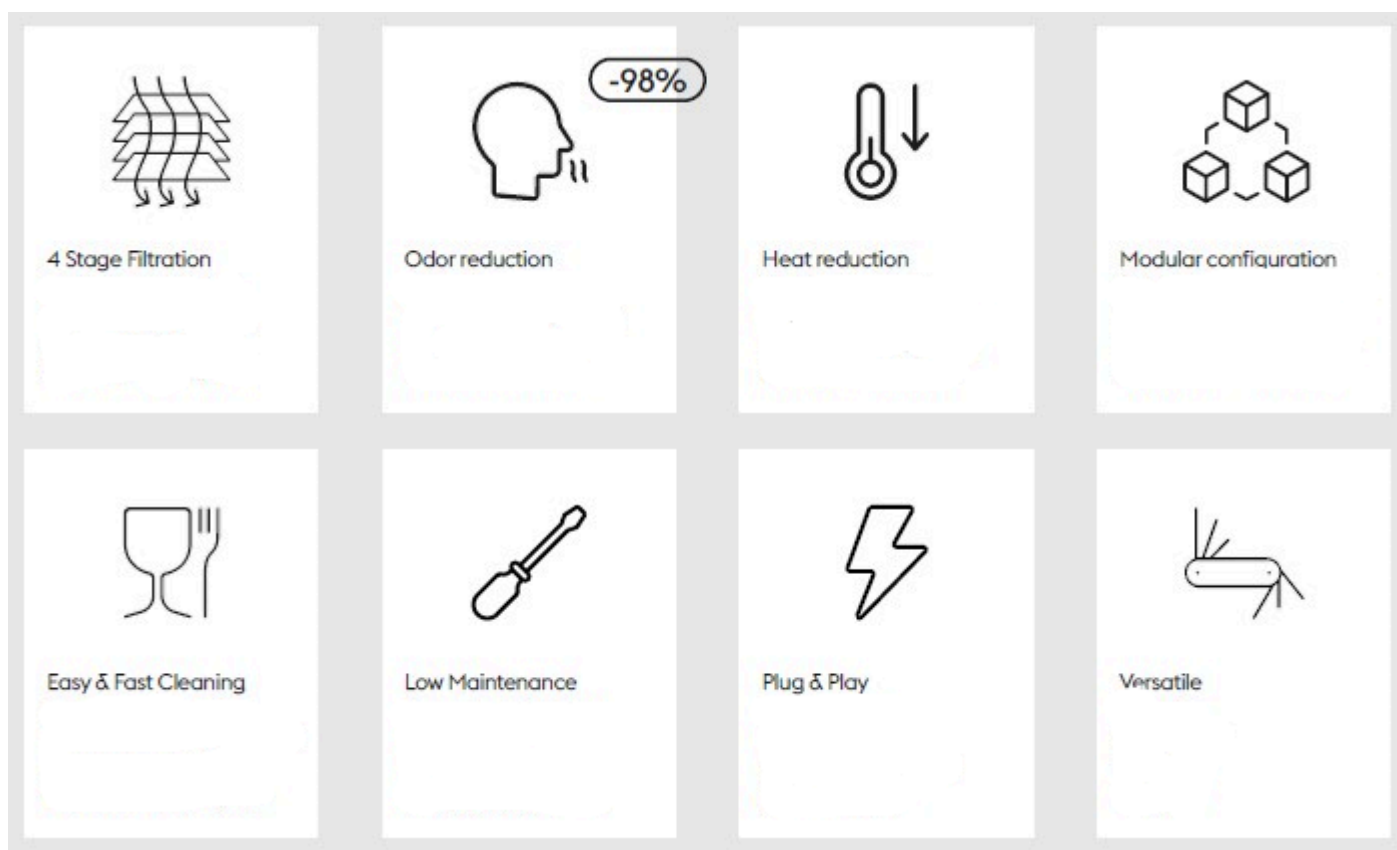 -98%
4 Stage Filtration
Odor reduction
Heat reduction
Modular configuration
Easy & Fast Cleaning
Low Maintenance
Plug & Play
Versatile